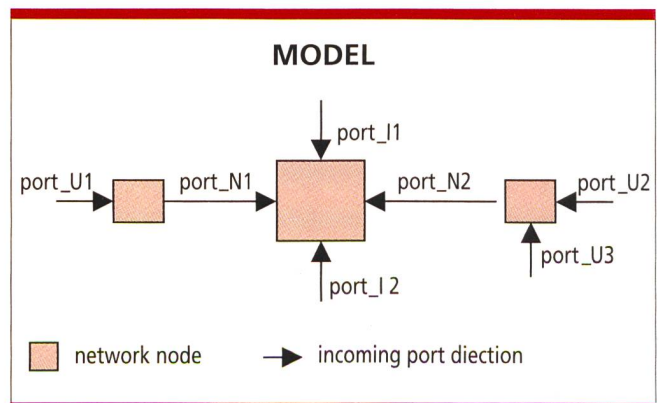 MODEL
port_I1
port_U1
port_N1
port_N2
port_U2
port_U3
port_I 2
network node
incoming port diection